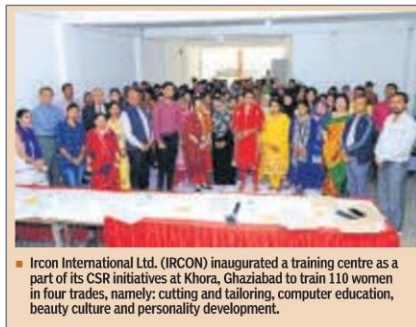 Ircon International Ltd. (IRCON) inaugurated a training centre as a
part of its CSR initiatives at Khora, Ghaziabad to train 110 women
in four trades, namely: cutting and tailoring, computer education,
beauty culture and personality development.